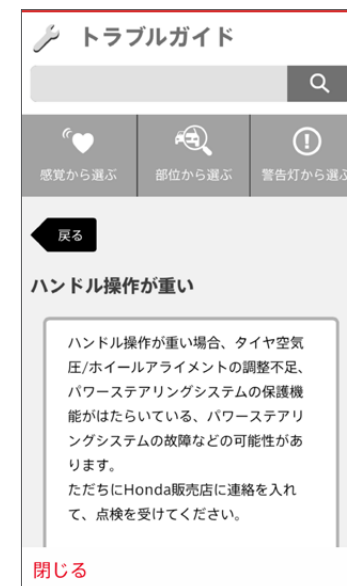 トラブルガイド
感覚から選ぶ
部位から選ぶ
警告灯から選ぶ
戻る
ハンドル操作が重い
ハンドル操作が重い場合、タイヤ空気
圧/ホイールアライメントの調整不足、
パワーステアリングシステムの保護機
能がはたらいている、パワーステアリ
ングシステムの故障などの可能性があ
ります。
ただちにHonda販売店に連絡を入れ
て、点検を受けてください。
閉じる